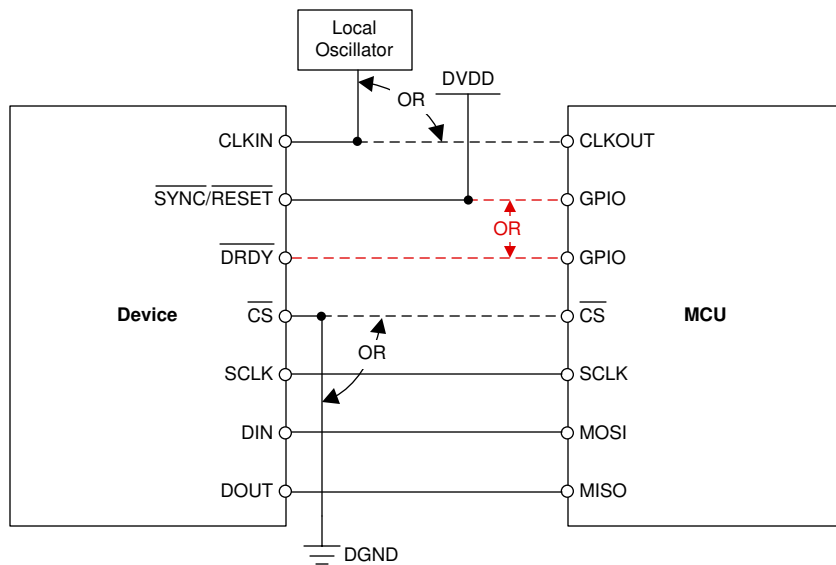 Local
Oscillator
DVDD
OR
CLKIN
CLKOUT
SYNC/RESET
GPIO
OR
DRDY
GPIO
Device
CS
CS
MCU
OR
SCLK
SCLK
DIN
MOSI
DOUT
MISO
DGND